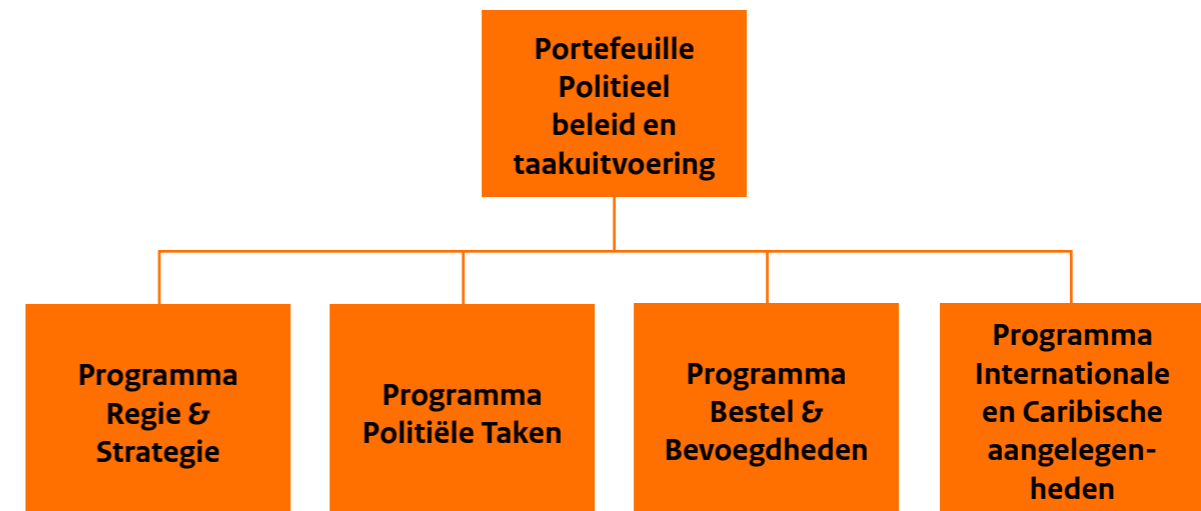 Portefeuille
Politieel
beleid en
taakuitvoering
Programma
Regie &
Strategie
Programma
Politiële Taken
Programma
Bestel &
Bevoegdheden
Programma
Internationale
en Caribische
aangelegen-
heden